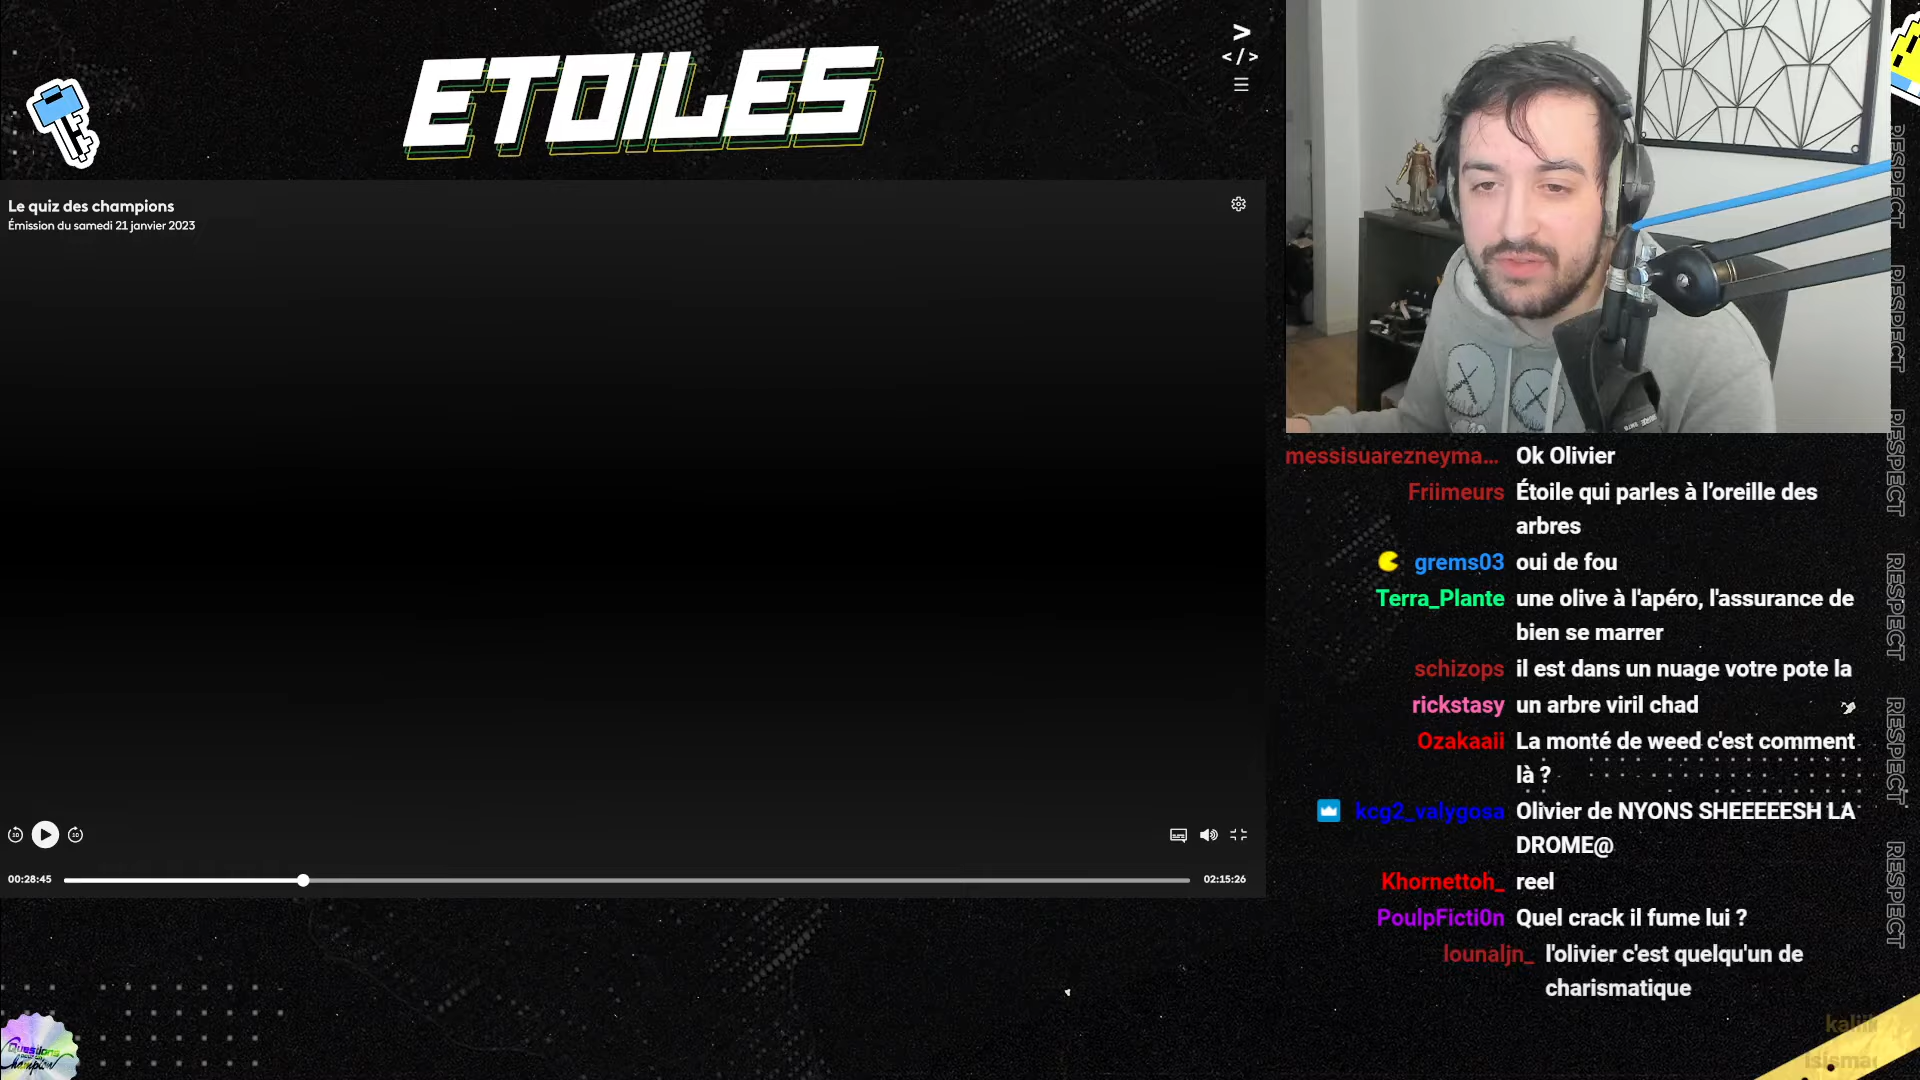 ETOILES
>
</>
Le quiz des champions
Émission du samedi 21 janvier 2023
00:28:45
02:15:26
messisuarezneyma... Ok Olivier
Friimeurs Étoile qui parles à l’oreille des
arbres
grems03 oui de fou
Terra_Plante une olive à l'apéro, l'assurance de
bien se marrer
schizops il est dans un nuage votre pote la
rickstasy un arbre viril chad
Ozakaaii La monté de weed c'est comment
là ?
kcg2_valygosa Olivier de NYONS SHEEEEESH LA
DROME@
Khornettoh_ reel
PoulpFicti0n Quel crack il fume lui ?
lounaljn_ l'olivier c'est quelqu'un de
charismatique
RESPECT
RESPECT
RESPECT
RESPECT
RESPECT
RESPECT
Questions
Champion